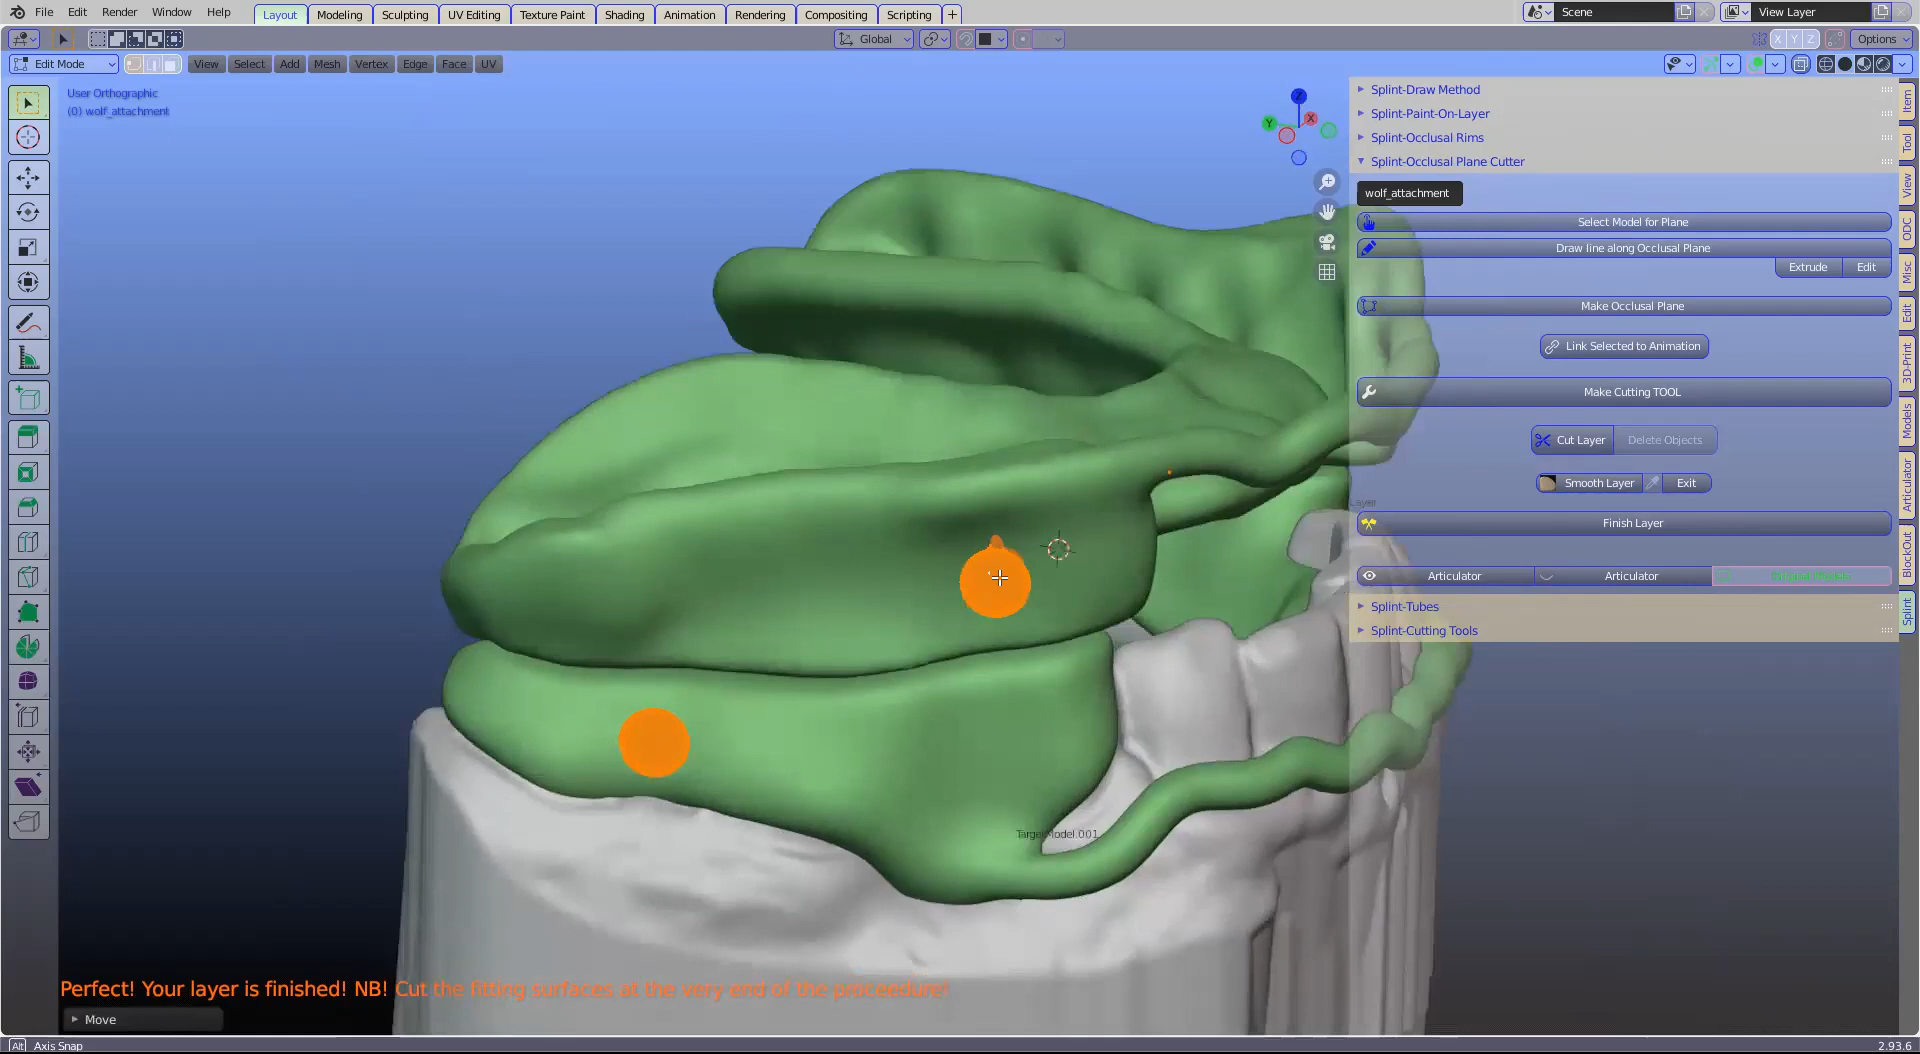 File Edit Render Window Help Layout Modeling Sculpting UV Editing Texture Paint Shading Animation Rendering Compositing Scripting + Scene View Layer
Global X Y Z Options
Edit Mode View Select Add Mesh Vertex Edge Face UV
User Orthographic
(0) wolf_attachment
Z
Y X
Splint-Draw Method
Splint-Paint-On-Layer
Splint-Occlusal Rims
Splint-Occlusal Plane Cutter
wolf_attachment
Select Model for Plane
Draw line along Occlusal Plane
Extrude Edit
Make Occlusal Plane
Link Selected to Animation
Make Cutting TOOL
Cut Layer Delete Objects
Smooth Layer Exit
Layer
Finish Layer
Articulator Articulator
Splint-Tubes
Splint-Cutting Tools
Item
Tool
View
ODC
Misc
Edit
3D-Print
Models
Articulator
BlockOut
Splint
TargetModel.001
Perfect! Your layer is finished! NB! Cut the fitting surfaces at the very end of the proceedure!
Move
Alt Axis Snap 2.93.6